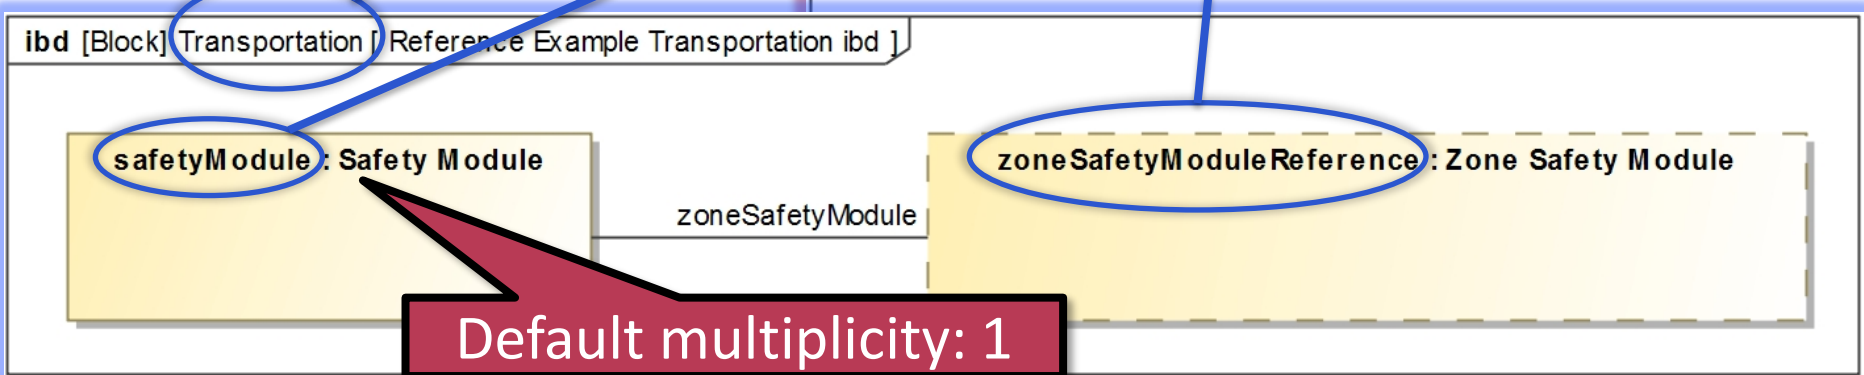 ibd [Block] Transportation [ Reference Example Transportation ibd ]
safetyModule : Safety Module
zoneSafetyModuleReference : Zone Safety Module
zoneSafetyModule
Default multiplicity: 1